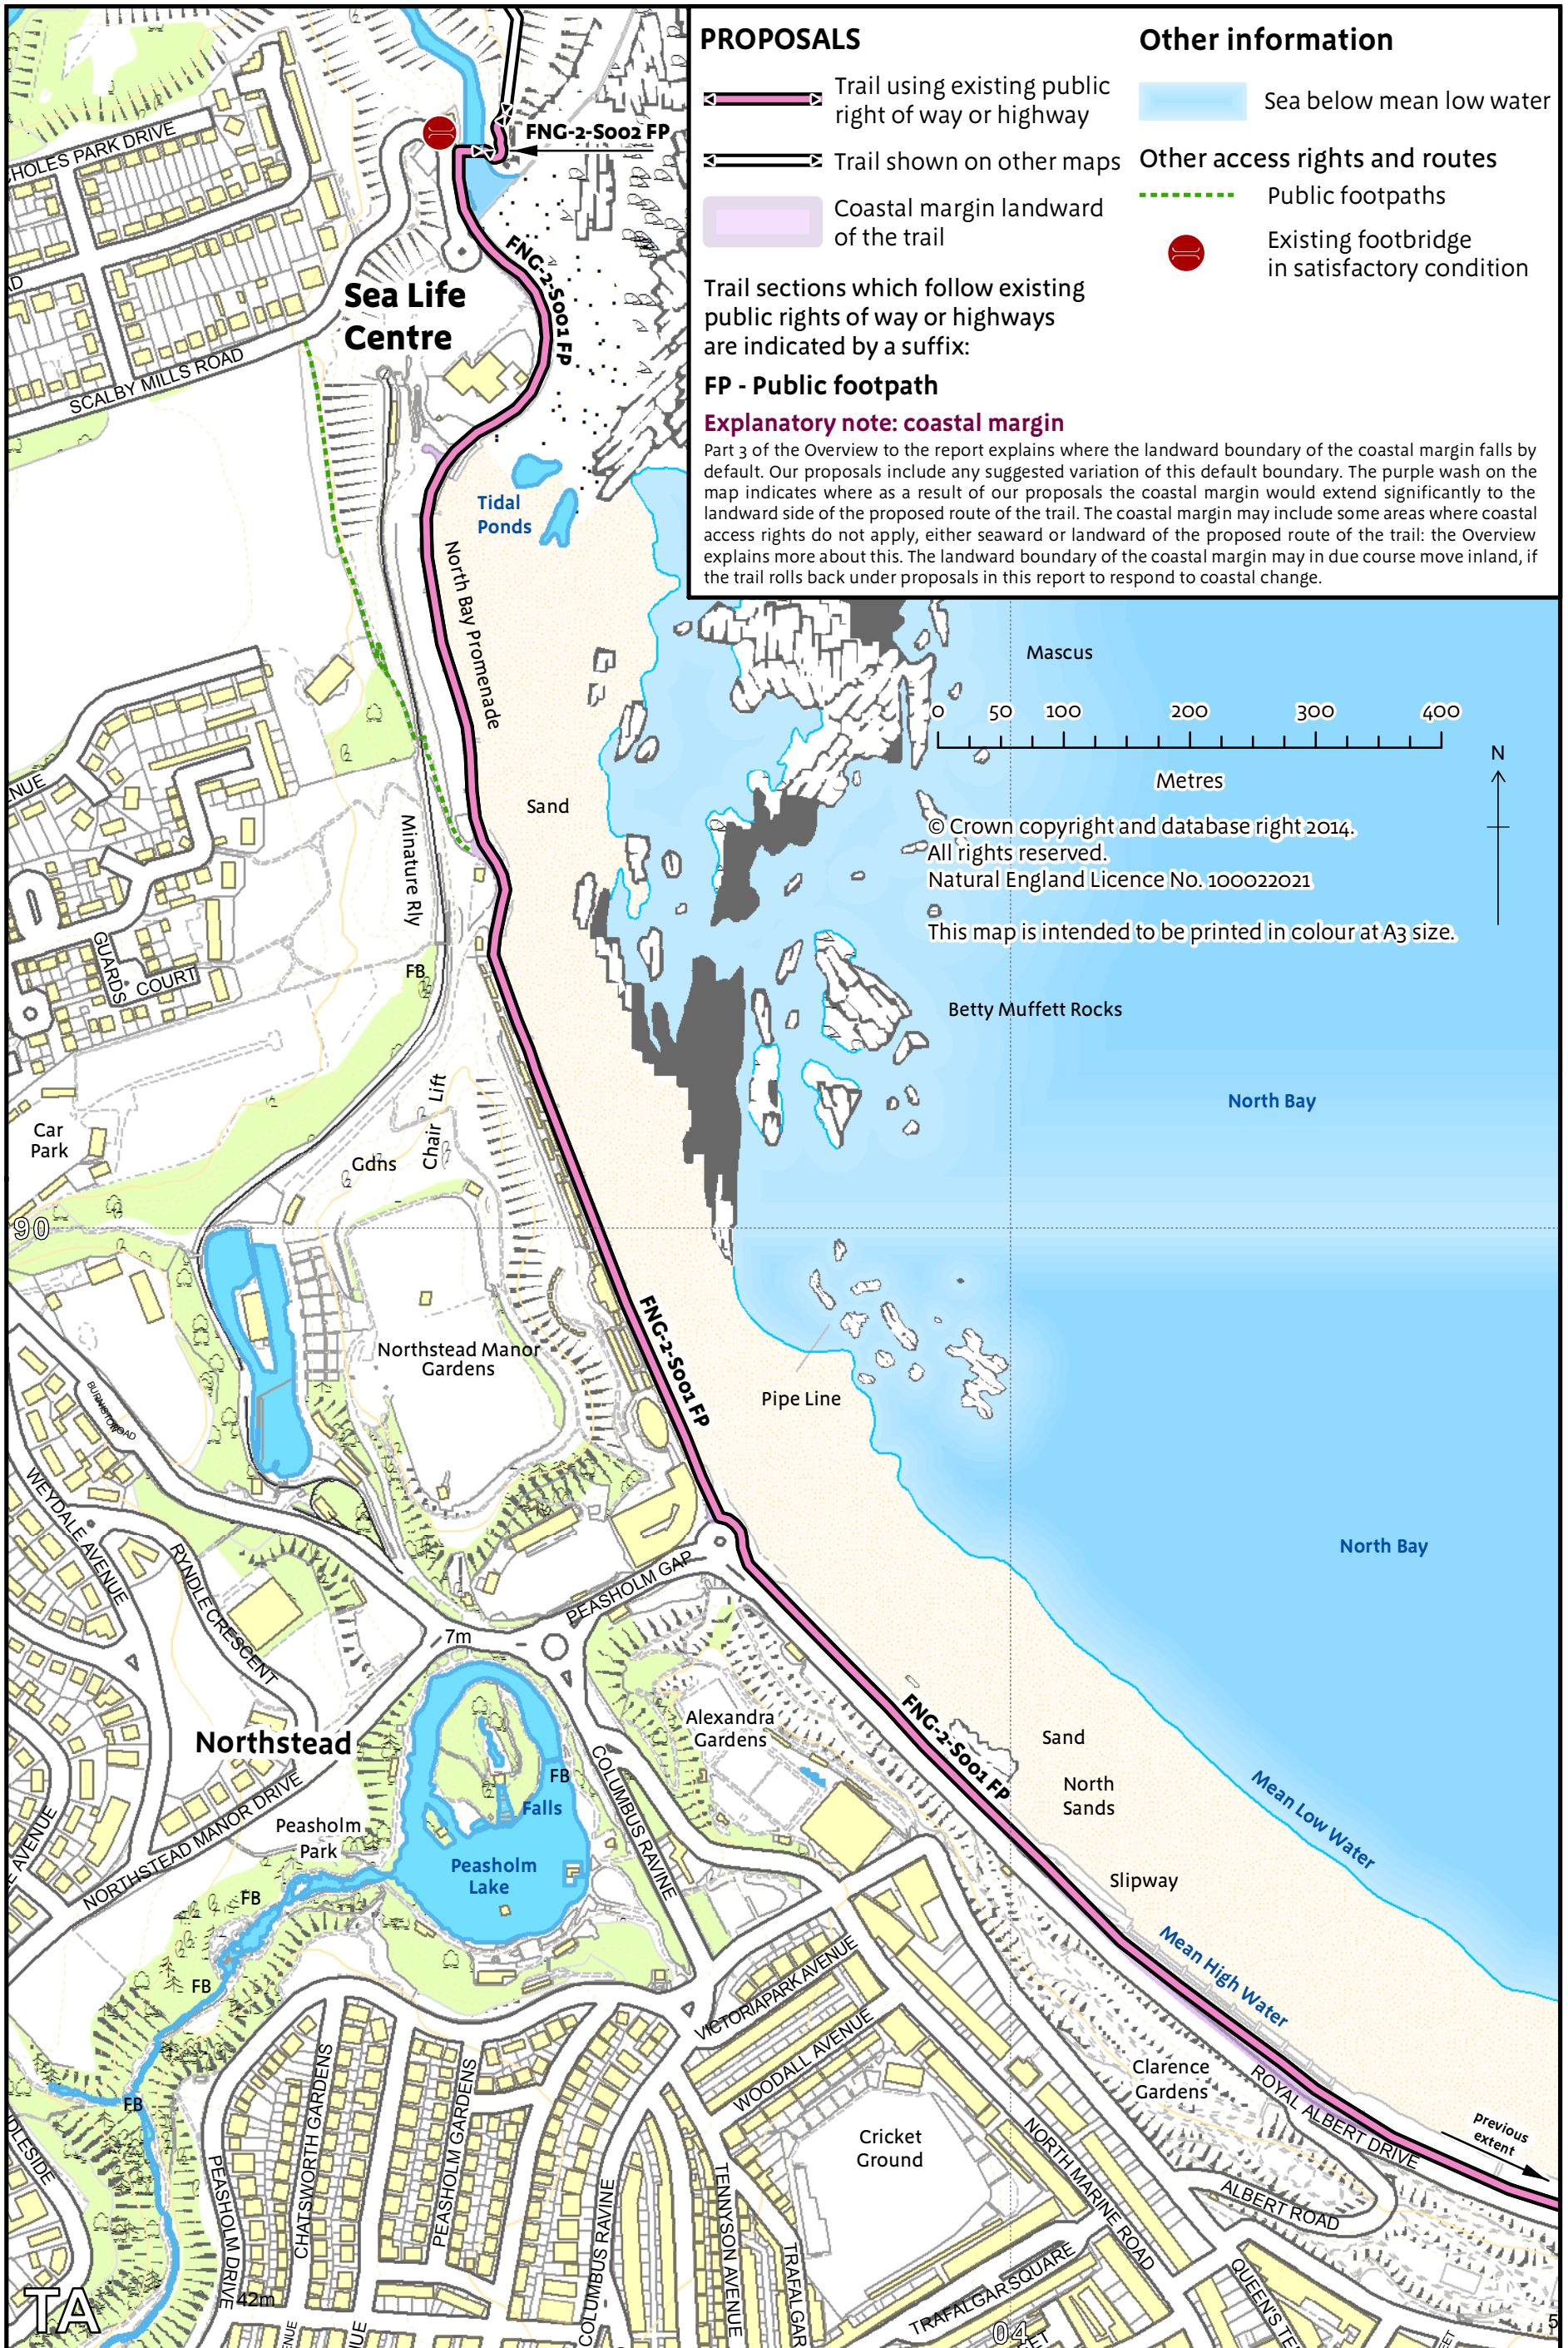 PROPOSALS
Trail using existing public
right of way or highway
Trail shown on other maps
Coastal margin landward
of the trail
Trail sections which follow existing
public rights of way or highways
are indicated by a suffix:
FP - Public footpath
Other information
Sea below mean low water
Other access rights and routes
Public footpaths
Existing footbridge
in satisfactory condition
Explanatory note: coastal margin
Part 3 of the Overview to the report explains where the landward boundary of the coastal margin falls by
default. Our proposals include any suggested variation of this default boundary. The purple wash on the
map indicates where as a result of our proposals the coastal margin would extend significantly to the
landward side of the proposed route of the trail. The coastal margin may include some areas where coastal
access rights do not apply, either seaward or landward of the proposed route of the trail: the Overview
explains more about this. The landward boundary of the coastal margin may in due course move inland, if
the trail rolls back under proposals in this report to respond to coastal change.
FNG-2-S002 FP
HOLES PARK DRIVE
FNG-2-S001 FP
Sea Life
Centre
SCALBY MILLS ROAD
Tidal
Ponds
North Bay Promenade
Mascus
0 50 100 200 300 400
Metres
N
Sand
© Crown copyright and database right 2014.
All rights reserved.
Natural England Licence No. 100022021
This map is intended to be printed in colour at A3 size.
ENUE
Minature Rly
GUARDS
COURT
FB
Betty Muffett Rocks
North Bay
Car
Park
Chair Lift
Gdns
90
FNG-2-S001 FP
Northstead Manor
Gardens
Pipe Line
WEYDALE AVENUE
RYNDLE CRESCENT
North Bay
PEASHOLM GAP
7m
Northstead
Alexandra
Gardens
FNG-2-S001 FP
Sand
North
Sands
Mean Low Water
FB
Falls
COLUMBUS RAVINE
NORTHSTEAD MANOR DRIVE
Peasholm
Park
Peasholm
Lake
E AVENUE
FB
Slipway
Mean High Water
FB
VICTORIA PARK AVENUE
WOODALL AVENUE
Clarence
Gardens
ROYAL ALBERT DRIVE
previous
extent
FB
DLESIDE
PEASHOLM DRIVE
CHATSWORTH GARDENS
PEASHOLM GARDENS
COLUMBUS RAVINE
TENNYSON AVENUE
TRAFALGAR
Cricket
Ground
NORTH MARINE ROAD
ALBERT ROAD
TRAFALGAR SQUARE
QUEEN'S TE
TA
42m
ENUE
UE
04
ET
5